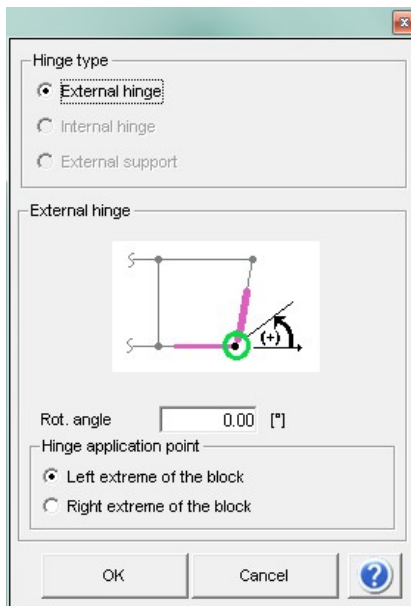 Hinge type
External hinge
Internal hinge
External support
External hinge
(+)
Rot. angle 0.00 [°]
Hinge application point
Left extreme of the block
Right extreme of the block
OK Cancel ?